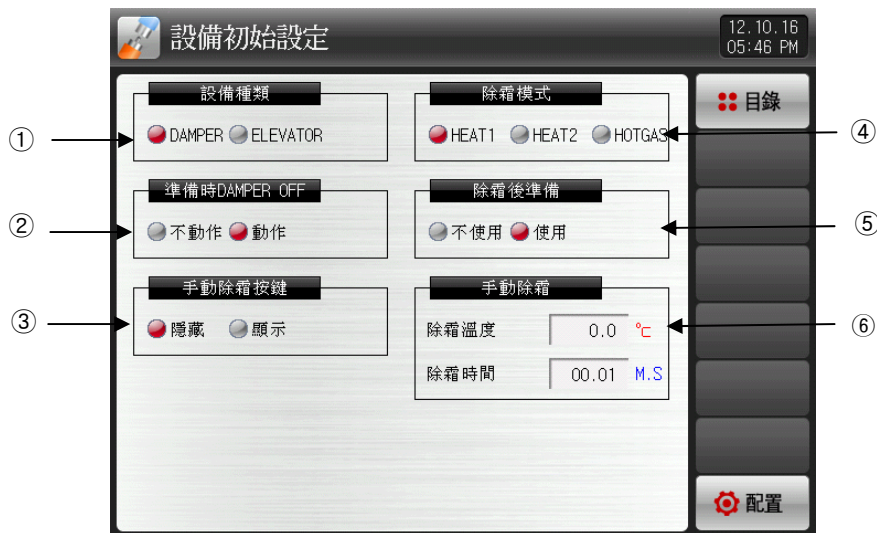 設備初始設定
12.10.16
05:46 PM
設備種類
DAMPER ELEVATOR
除霜模式
HEAT1 HEAT2 HOTGAS
目錄
①
④
準備時DAMPER OFF
不動作 動作
除霜後準備
不使用 使用
②
⑤
手動除霜按鍵
隱藏 顯示
手動除霜
除霜溫度 0.0 ℃
除霜時間 00.01 M.S
③
⑥
配置